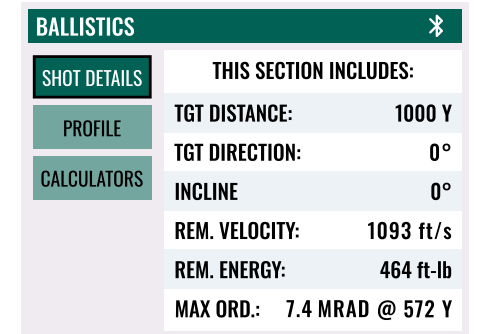 BALLISTICS
SHOT DETAILS
PROFILE
CALCULATORS
THIS SECTION INCLUDES:
TGT DISTANCE: 1000 Y
TGT DIRECTION: 0°
INCLINE 0°
REM. VELOCITY: 1093 ft/s
REM. ENERGY: 464 ft-lb
MAX ORD.: 7.4 MRAD @ 572 Y